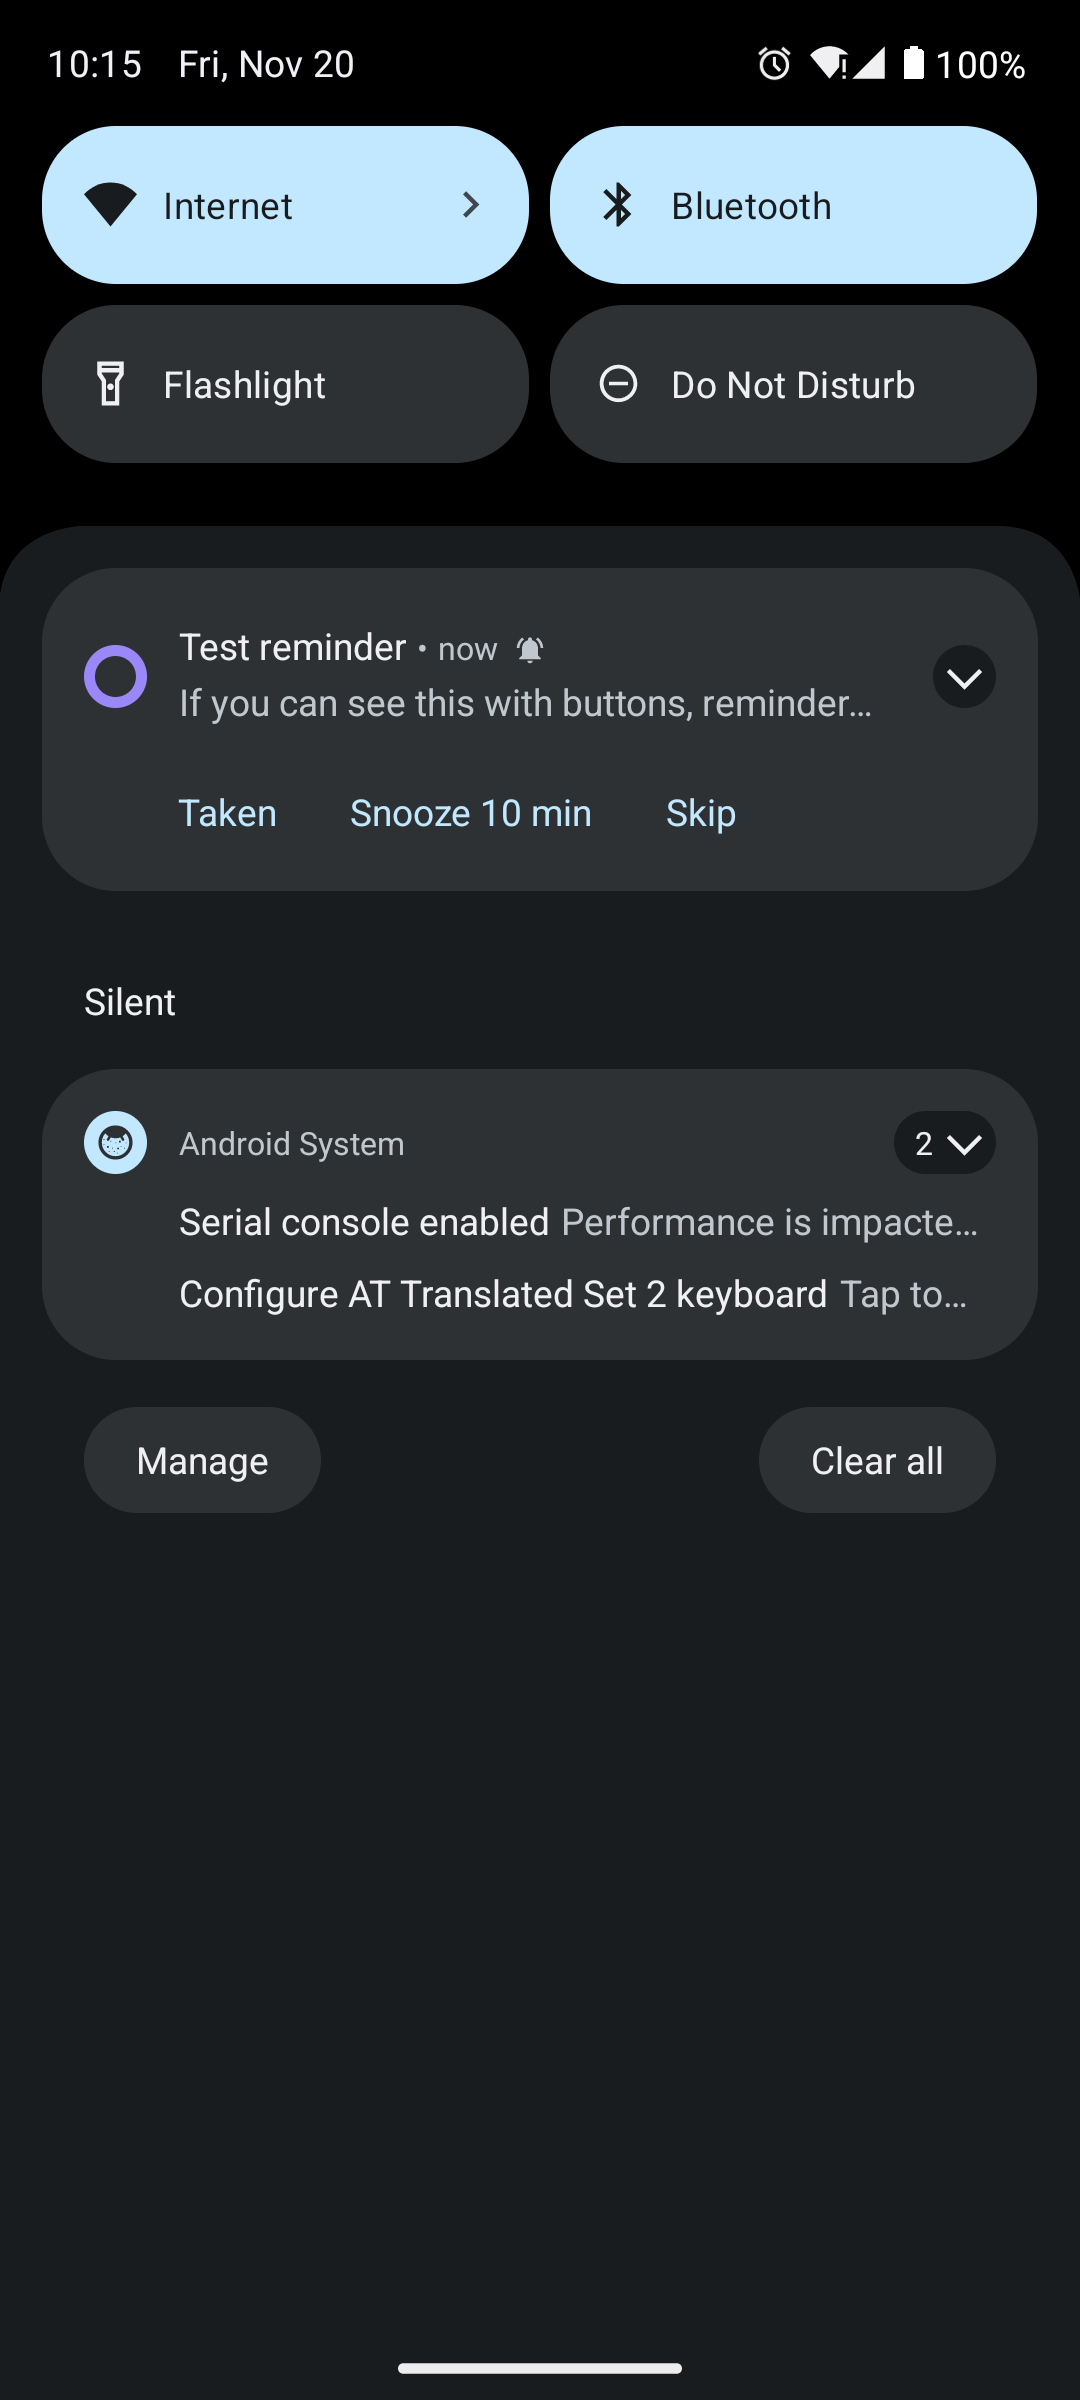 10:15 Fri, Nov 20 100%
Internet Bluetooth
Flashlight Do Not Disturb
Test reminder • now
If you can see this with buttons, reminder…
Taken Snooze 10 min Skip
Silent
Android System 2
Serial console enabled Performance is impacte…
Configure AT Translated Set 2 keyboard Tap to…
Manage Clear all